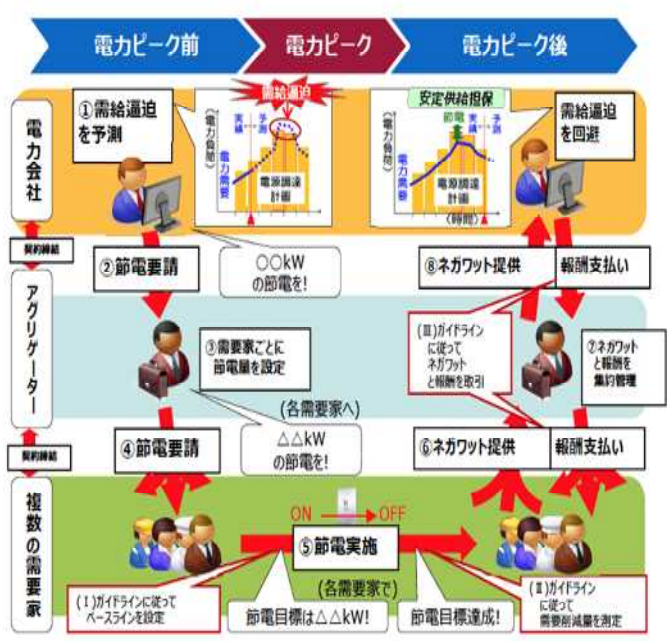 電力ピーク前
電力ピーク
電力ピーク後
電力会社
①需給逼迫
を予測
需給逼迫
(電力負荷)
実績
予測
電力需要
電源調達
計画
安定供給担保
節電
(電力負荷)
実績
予測
電力需要
電源調達
計画
(時間)
需給逼迫
を回避
契約締結
②節電要請
○○kW
の節電を!
⑧ネガワット提供
報酬支払い
アグリゲーター
③需要家ごとに
節電量を設定
(Ⅲ)ガイドライン
に従って
ネガワット
と報酬を取引
⑦ネガワット
と報酬を
集約管理
(各需要家へ)
契約締結
④節電要請
△△kW
の節電を!
⑥ネガワット提供
報酬支払い
複数の需要家
ON
OFF
⑤節電実施
(各需要家で)
(Ⅰ)ガイドラインに従って
ベースラインを設定
節電目標は△△kW!
節電目標達成!
(Ⅱ)ガイドライン
に従って
需要削減量を測定